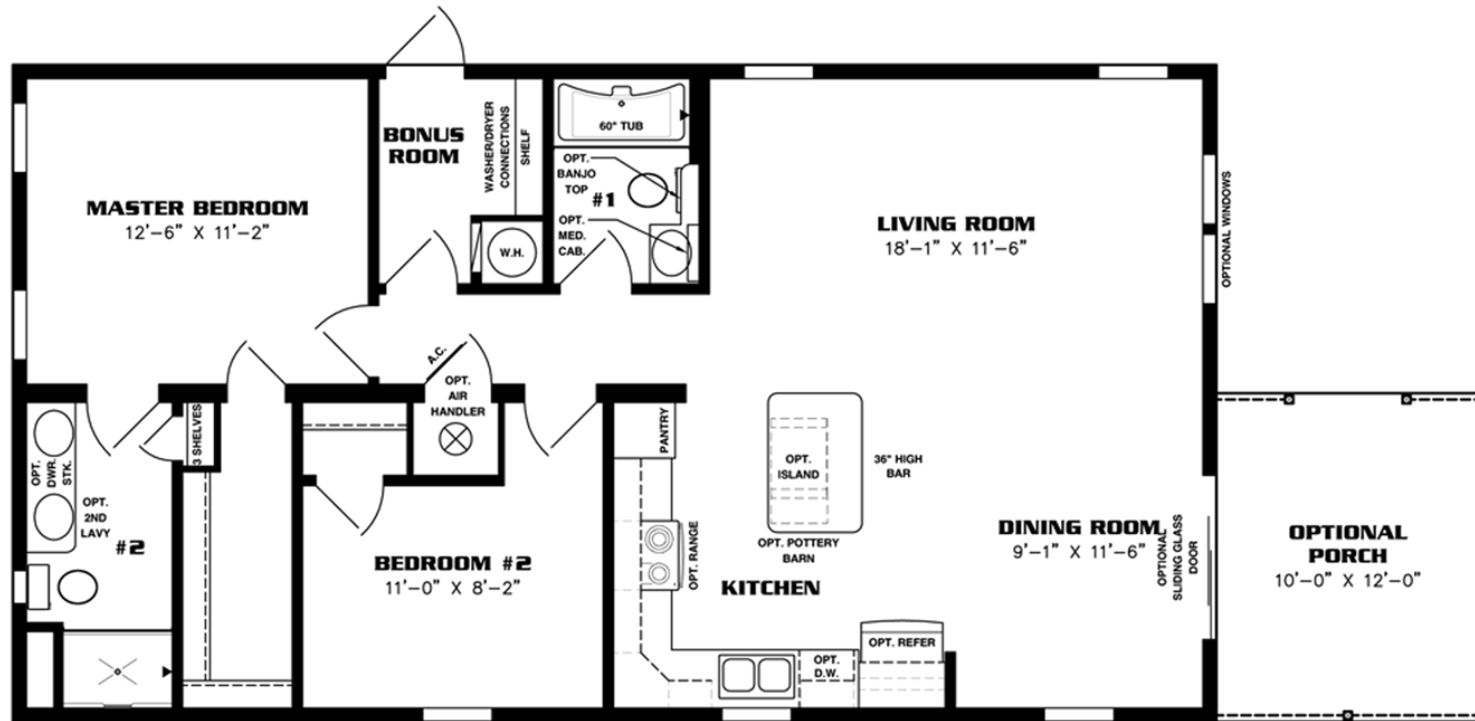 MASTER BEDROOM
12'-6" X 11'-2"
BONUS
ROOM
WASHER/DRYER
CONNECTIONS
SHELF
W.H.
60" TUB
OPT.
BANJO
TOP
#1
OPT.
MED.
CAB.
LIVING ROOM
18'-1" X 11'-6"
OPTIONAL WINDOWS
A.C.
OPT.
AIR
HANDLER
3 SHELVES
OPT.
DWR.
STK.
OPT.
2ND
LAVY
#2
BEDROOM #2
11'-0" X 8'-2"
PANTRY
OPT. RANGE
OPT.
ISLAND
36" HIGH
BAR
OPT. POTTERY
BARN
KITCHEN
OPT.
D.W.
OPT. REFER
DINING ROOM
9'-1" X 11'-6"
OPTIONAL
SLIDING GLASS
DOOR
OPTIONAL
PORCH
10'-0" X 12'-0"